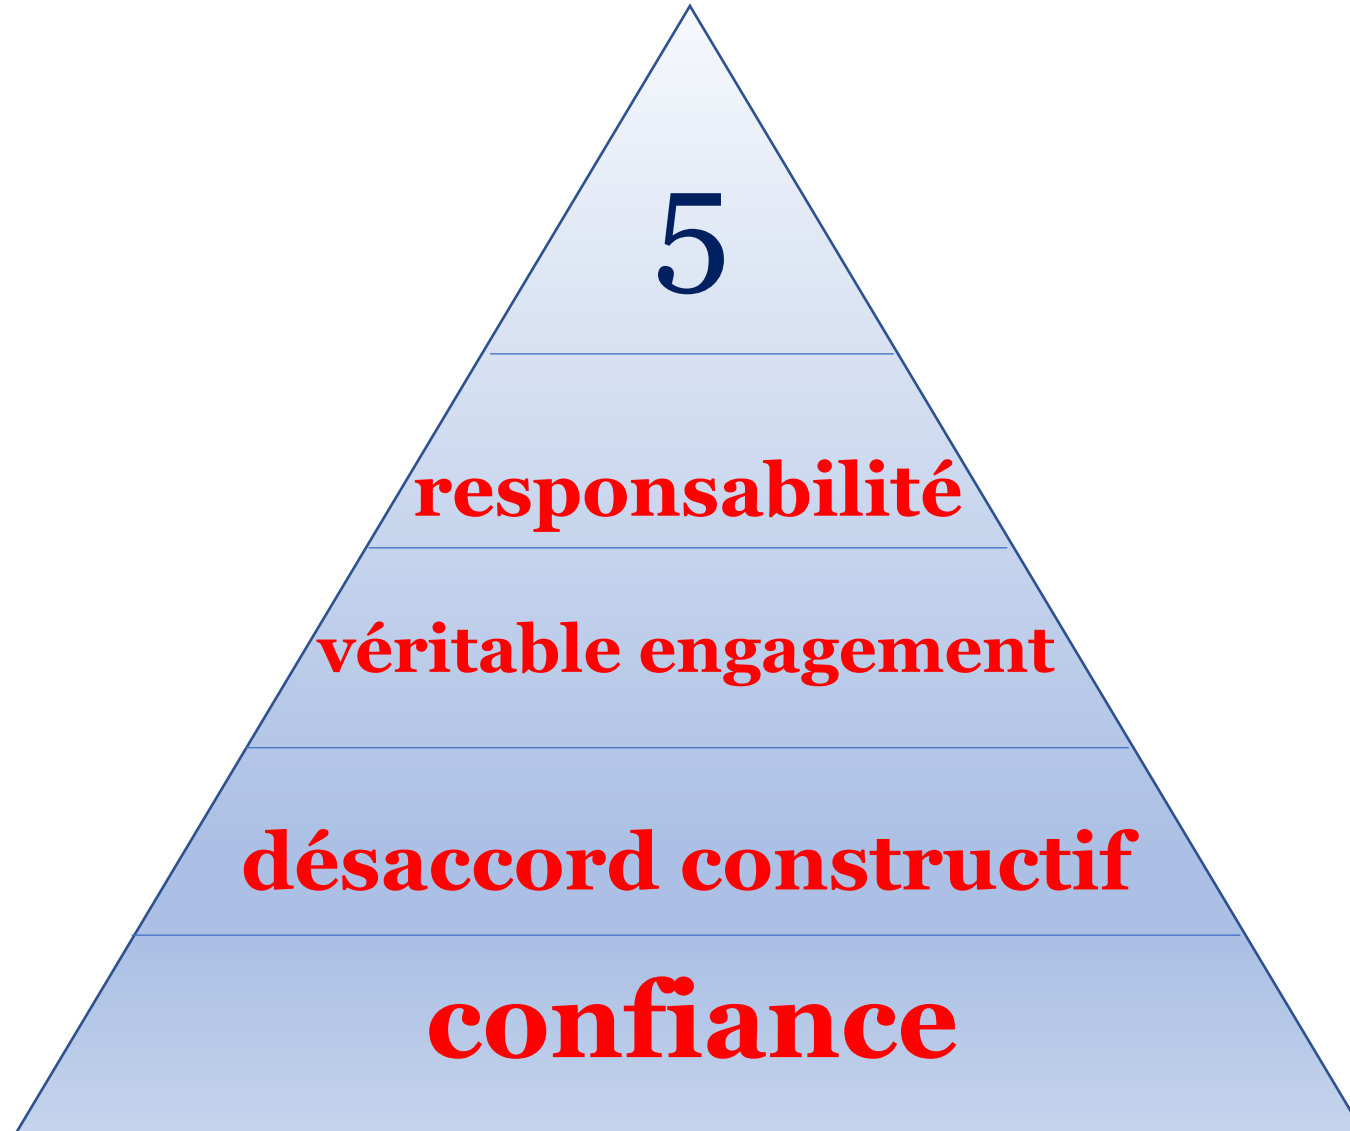 5
responsabilité
véritable engagement
désaccord constructif
confiance